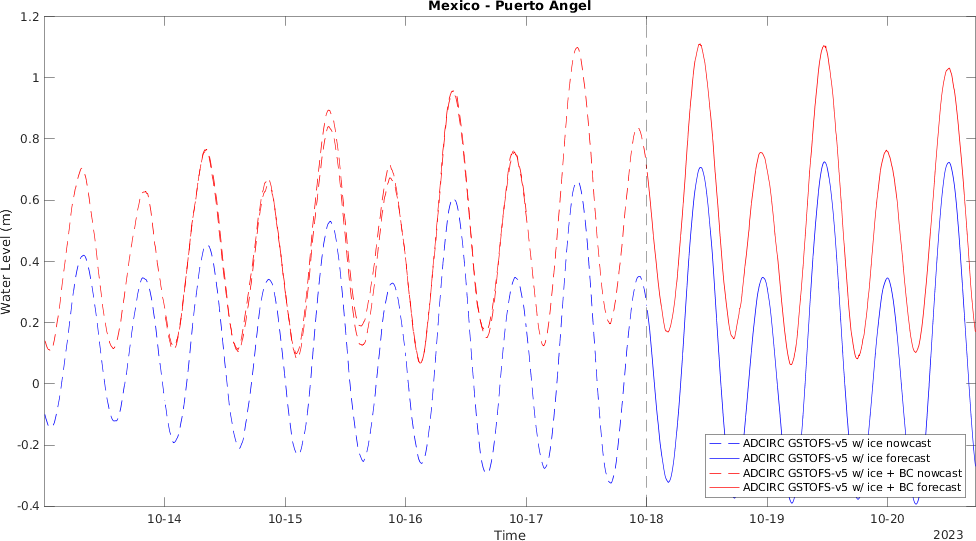 Mexico - Puerto Angel
1.2
1
0.8
0.6
0.4
0.2
0
-0.2
-0.4
Water Level (m)
10-14
10-15
10-16
10-17
10-18
10-19
10-20
Time
2023
ADCIRC GSTOFS-v5 w/ ice nowcast
ADCIRC GSTOFS-v5 w/ ice forecast
ADCIRC GSTOFS-v5 w/ ice + BC nowcast
ADCIRC GSTOFS-v5 w/ ice + BC forecast